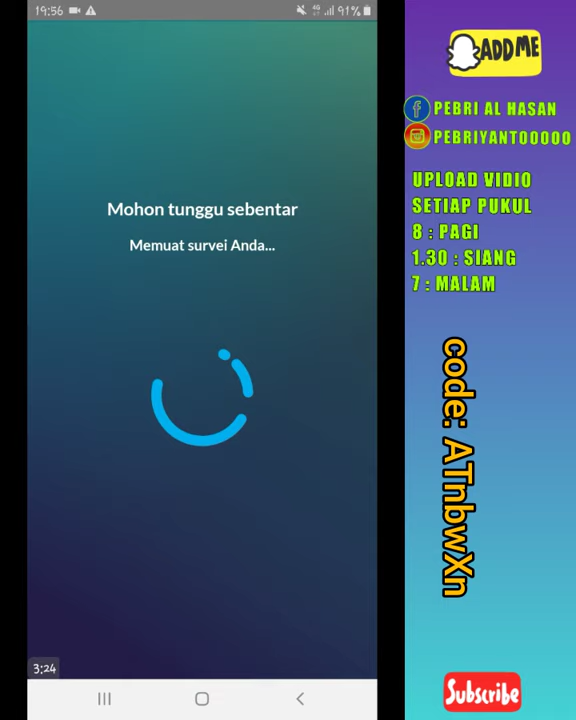 19:56
4G
91%
Mohon tunggu sebentar
Memuat survei Anda...
3:24
ADD ME
PEBRI AL HASAN
PEBRIYANTO0000
UPLOAD VIDIO
SETIAP PUKUL
8 : PAGI
1.30 : SIANG
7 : MALAM
code: ATnbwXn
Subscribe